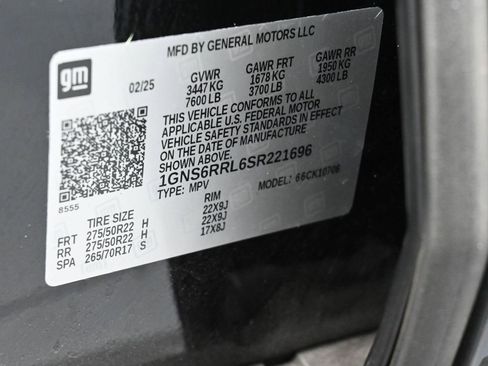 MFD BY GENERAL MOTORS LLC
gm
02/25
GVWR
3447 KG
7600 LB
GAWR FRT
1678 KG
3700 LB
GAWR RR
1950 KG
4300 LB
THIS VEHICLE CONFORMS TO ALL
APPLICABLE U.S. FEDERAL MOTOR
VEHICLE SAFETY STANDARDS IN EFFECT
ON THE DATE OF MANUFACTURE
SHOWN ABOVE.
1GNS6RRL6SR221696
TYPE: MPV MODEL: 66CK10706
8555
TIRE SIZE RIM
FRT 275/50R22 H 22X9J
RR 275/50R22 H 22X9J
SPA 265/70R17 S 17X8J